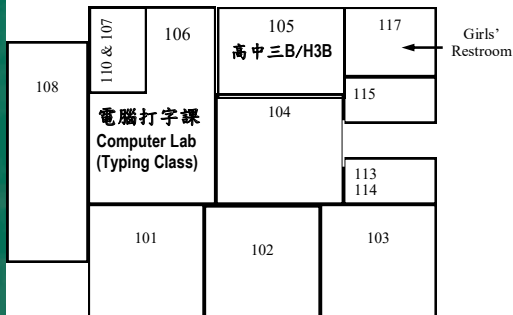 110 & 107
106
105
高中三B/H3B
117
Girls'
Restroom
108
電腦打字課
Computer Lab
(Typing Class)
104
115
113
114
101
102
103